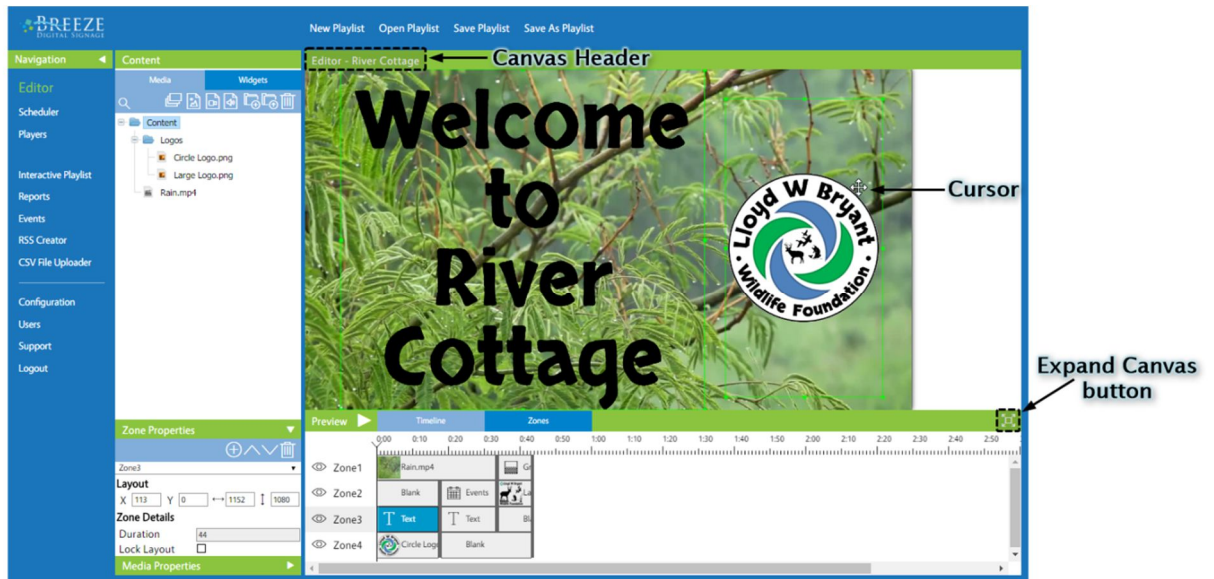 BREEZE
DIGITAL SIGNAGE
New Playlist Open Playlist Save Playlist Save As Playlist
Navigation
Editor
Scheduler
Players
Interactive Playlist
Reports
Events
RSS Creator
CSV File Uploader
Configuration
Users
Support
Logout
Content
Media Widgets
Content
Logos
Circle Logo.png
Large Logo.png
Rain.mp4
Zone Properties
Zone3
Layout
X 113 Y 0 1152 1080
Zone Details
Duration 44
Lock Layout
Media Properties
Editor - River Cottage
Canvas Header
Welcome
to
River
Cottage
Lloyd W Bryant
Wildlife Foundation
Cursor
Expand Canvas
button
Preview Timeline Zones
0:00 0:10 0:20 0:30 0:40 0:50 1:00 1:10 1:20 1:30 1:40 1:50 2:00 2:10 2:20 2:30 2:40 2:50
Zone1 Rain.mp4 Gr
Zone2 Blank Events La
Zone3 T Text T Text Bl
Zone4 Circle Logo Blank